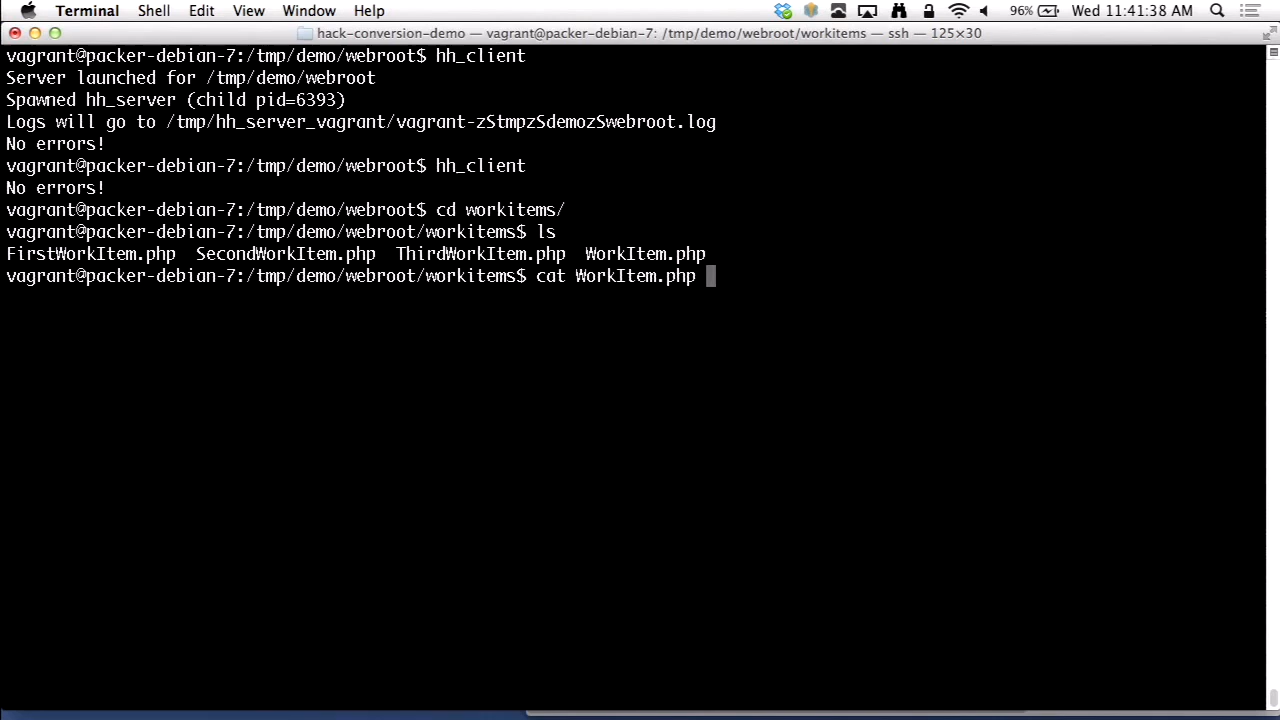 Terminal Shell Edit View Window Help 96% Wed 11:41:38 AM
hack-conversion-demo — vagrant@packer-debian-7: /tmp/demo/webroot/workitems — ssh — 125×30
vagrant@packer-debian-7:/tmp/demo/webroot$ hh_client
Server launched for /tmp/demo/webroot
Spawned hh_server (child pid=6393)
Logs will go to /tmp/hh_server_vagrant/vagrant-zStmpzSdemozSwebroot.log
No errors!
vagrant@packer-debian-7:/tmp/demo/webroot$ hh_client
No errors!
vagrant@packer-debian-7:/tmp/demo/webroot$ cd workitems/
vagrant@packer-debian-7:/tmp/demo/webroot/workitems$ ls
FirstWorkItem.php  SecondWorkItem.php  ThirdWorkItem.php  WorkItem.php
vagrant@packer-debian-7:/tmp/demo/webroot/workitems$ cat WorkItem.php